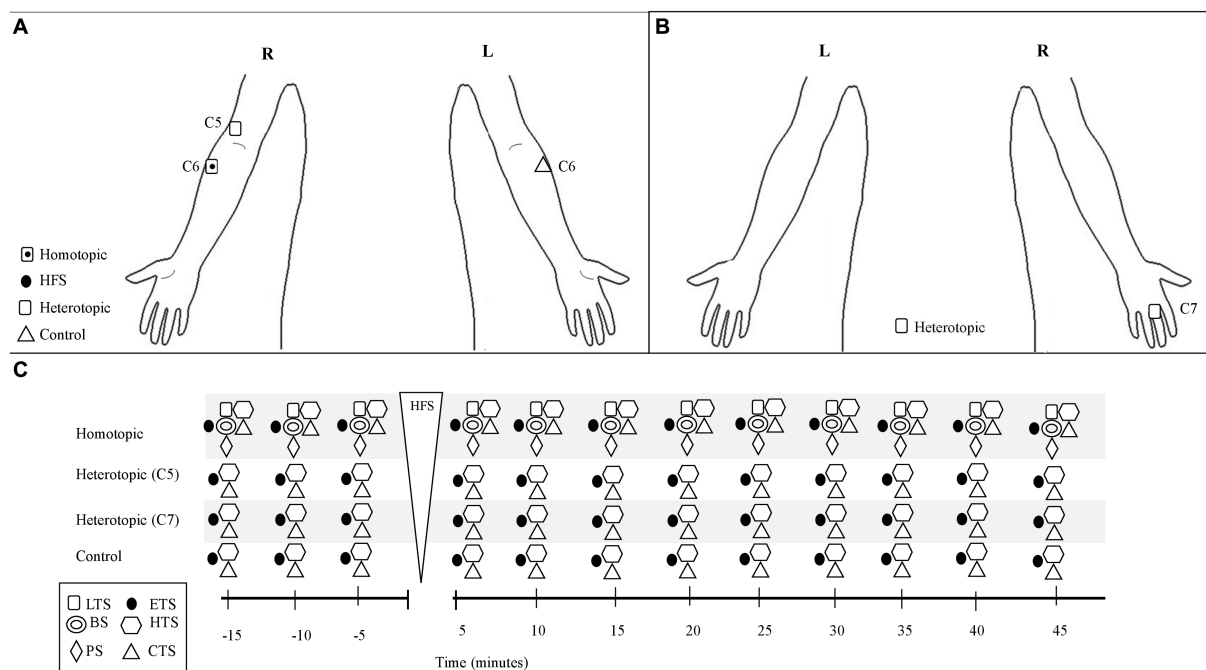 A
R
L
C5
C6
C6
Homotopic
HFS
Heterotopic
Control
B
L
R
C7
Heterotopic
C
HFS
Homotopic
Heterotopic (C5)
Heterotopic (C7)
Control
LTS ETS
BS HTS
PS CTS
-15 -10 -5 5 10 15 20 25 30 35 40 45
Time (minutes)